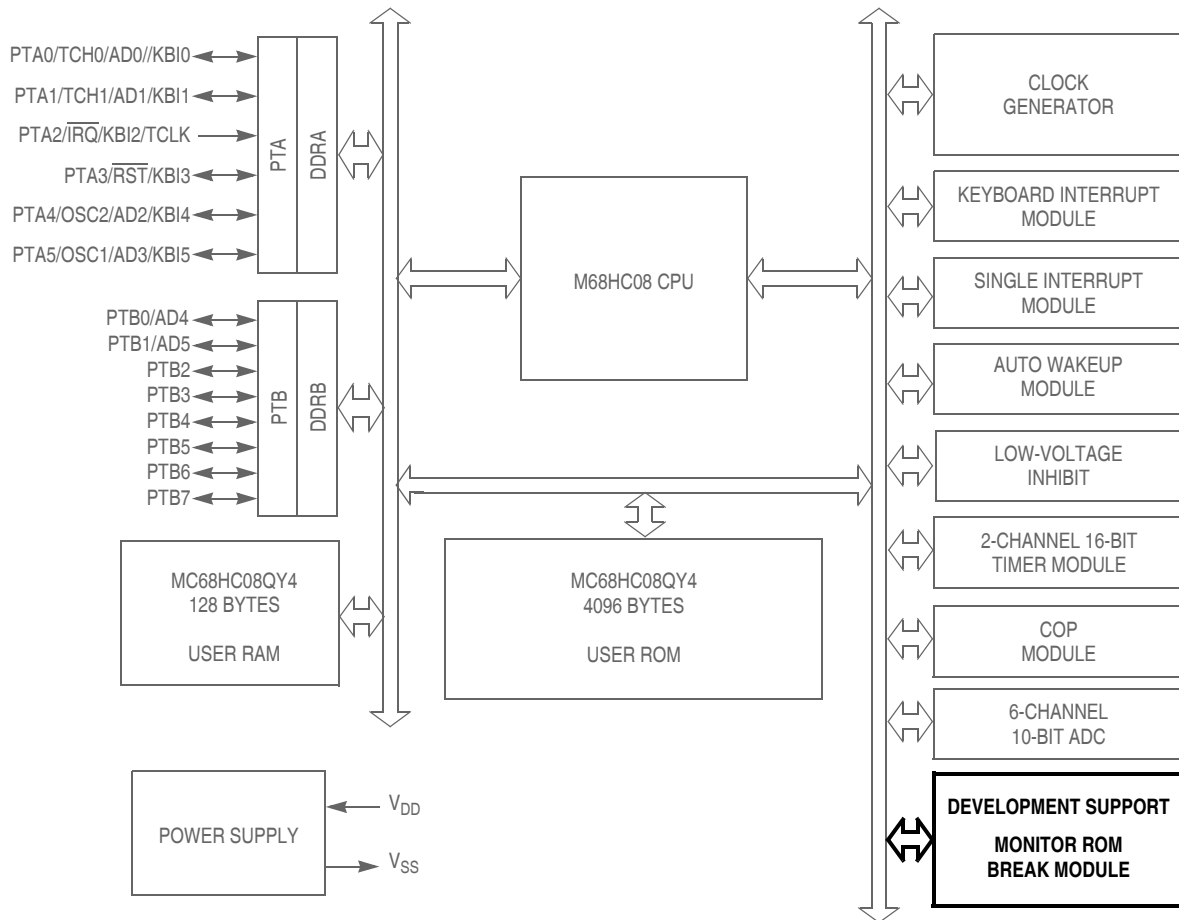 PTA0/TCH0/AD0//KBI0
PTA1/TCH1/AD1/KBI1
PTA2/IRQ/KBI2/TCLK
PTA3/RST/KBI3
PTA4/OSC2/AD2/KBI4
PTA5/OSC1/AD3/KBI5
PTA
DDRA
PTB0/AD4
PTB1/AD5
PTB2
PTB3
PTB4
PTB5
PTB6
PTB7
PTB
DDRB
M68HC08 CPU
MC68HC08QY4
128 BYTES
USER RAM
MC68HC08QY4
4096 BYTES
USER ROM
POWER SUPPLY
VDD
VSS
CLOCK
GENERATOR
KEYBOARD INTERRUPT
MODULE
SINGLE INTERRUPT
MODULE
AUTO WAKEUP
MODULE
LOW-VOLTAGE
INHIBIT
2-CHANNEL 16-BIT
TIMER MODULE
COP
MODULE
6-CHANNEL
10-BIT ADC
DEVELOPMENT SUPPORT
MONITOR ROM
BREAK MODULE